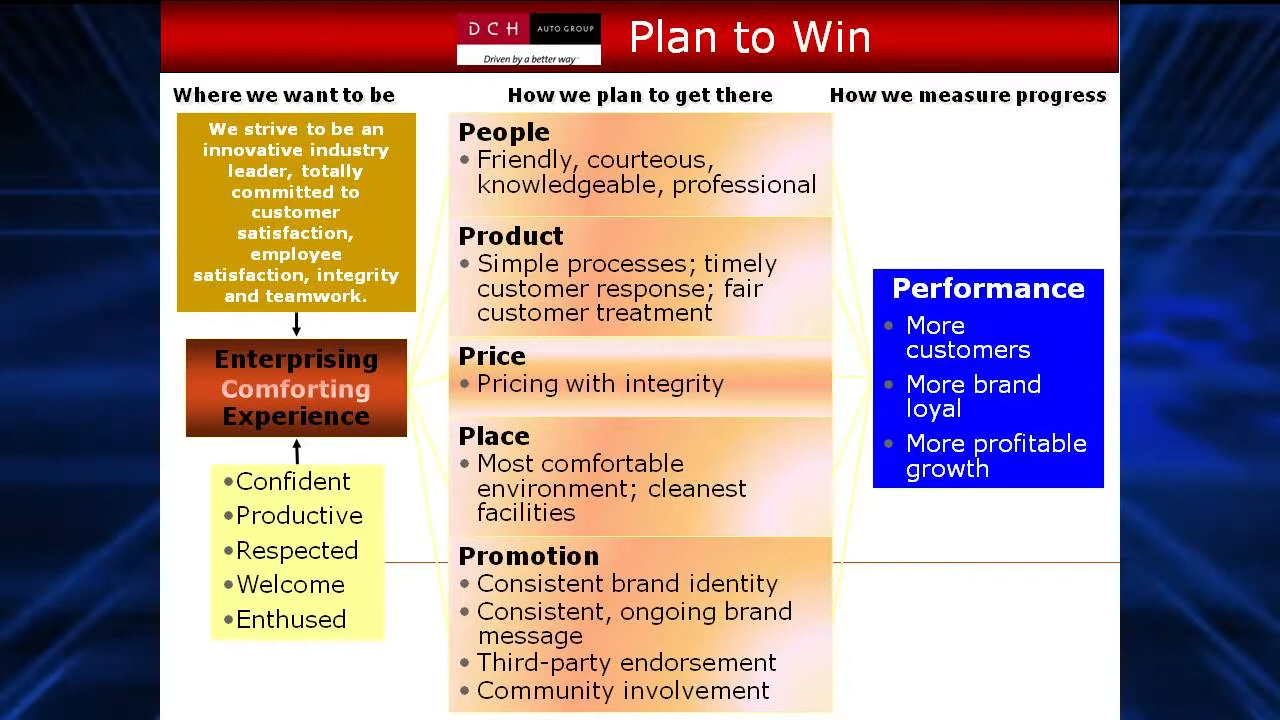 DCH AUTO GROUP
Driven by a better way™
Plan to Win
Where we want to be
We strive to be an
innovative industry
leader, totally
committed to
customer
satisfaction,
employee
satisfaction, integrity
and teamwork.
Enterprising
Comforting
Experience
•Confident
•Productive
•Respected
•Welcome
•Enthused
How we plan to get there
People
• Friendly, courteous,
knowledgeable, professional
Product
• Simple processes; timely
customer response; fair
customer treatment
Price
• Pricing with integrity
Place
• Most comfortable
environment; cleanest
facilities
Promotion
• Consistent brand identity
• Consistent, ongoing brand
message
• Third-party endorsement
• Community involvement
How we measure progress
Performance
• More
customers
• More brand
loyal
• More profitable
growth